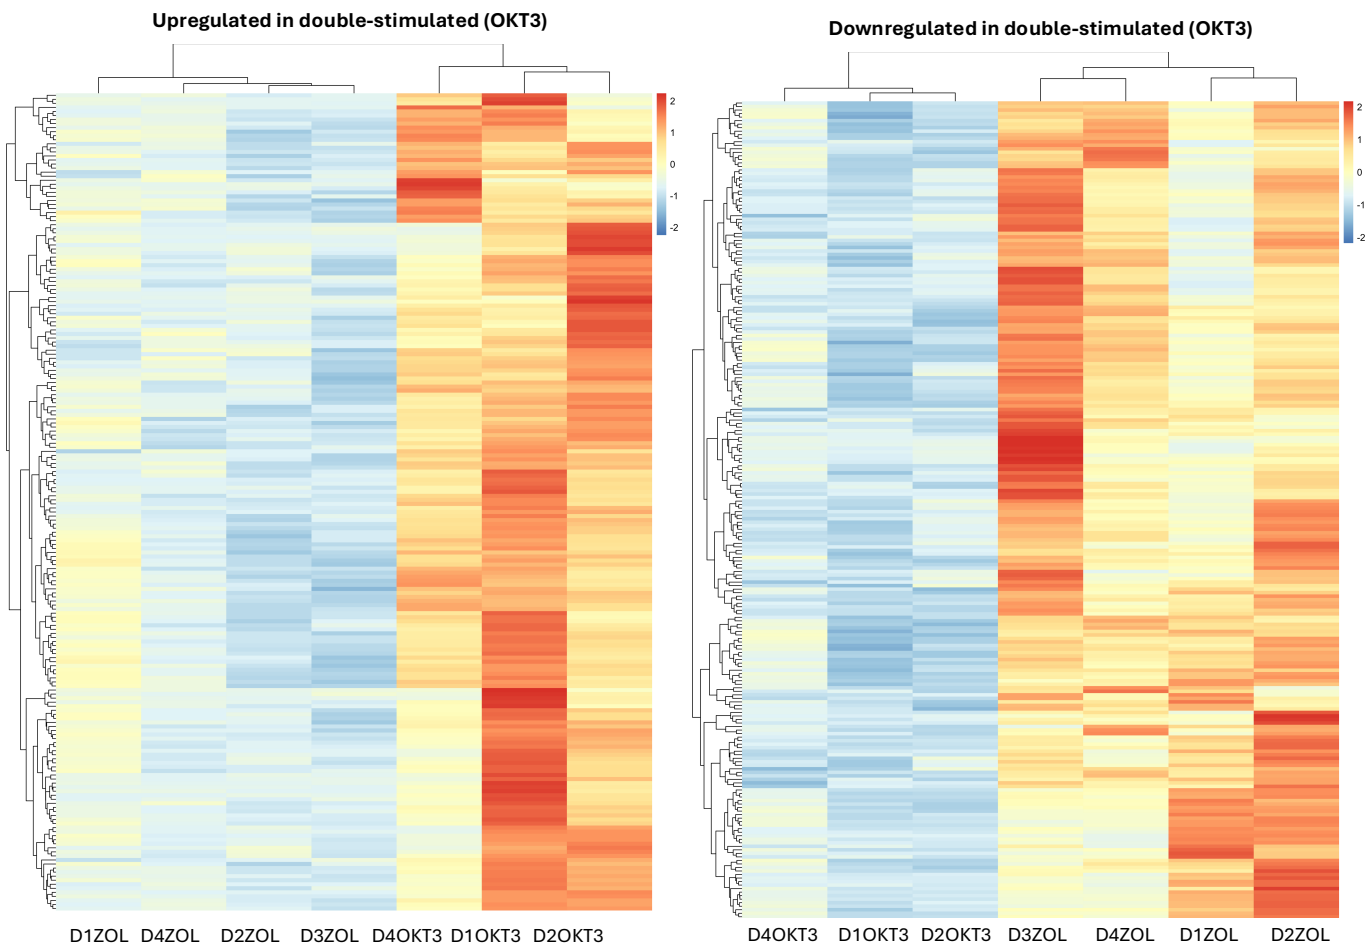 Upregulated in double-stimulated (OKT3)
2
1
0
-1
-2
D1ZOL D4ZOL D2ZOL D3ZOL D4OKT3 D1OKT3 D2OKT3
Downregulated in double-stimulated (OKT3)
2
1
0
-1
-2
D4OKT3 D1OKT3 D2OKT3 D3ZOL D4ZOL D1ZOL D2ZOL